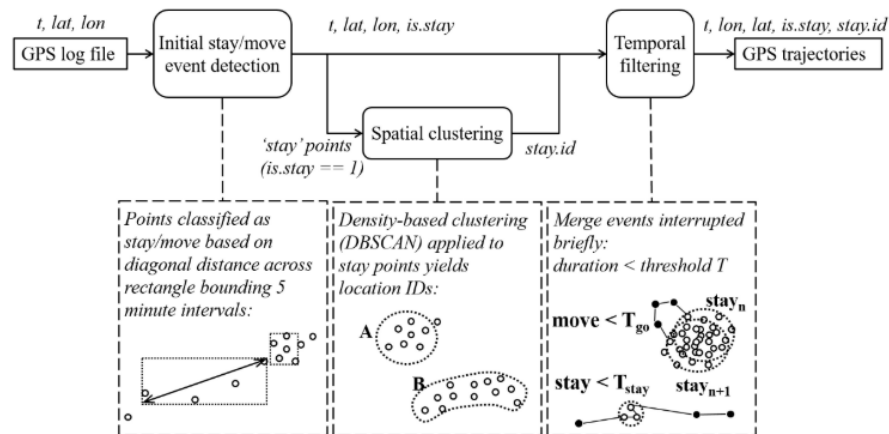 t, lat, lon
GPS log file
Initial stay/move
event detection
t, lat, lon, is.stay
Temporal
filtering
t, lon, lat, is.stay, stay.id
GPS trajectories
'stay' points
(is.stay == 1)
Spatial clustering
stay.id
Points classified as
stay/move based on
diagonal distance across
rectangle bounding 5
minute intervals:
Density-based clustering
(DBSCAN) applied to
stay points yields
location IDs:
A
B
Merge events interrupted
briefly:
duration < threshold T
move < Tgo
stayn
stayn+1
stay < Tstay